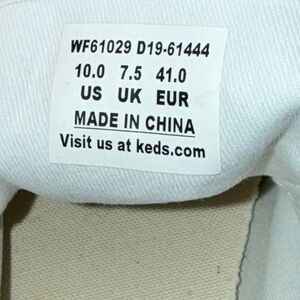 WF61029 D19-61444
10.0 7.5 41.0
US UK EUR
MADE IN CHINA
Visit us at keds.com